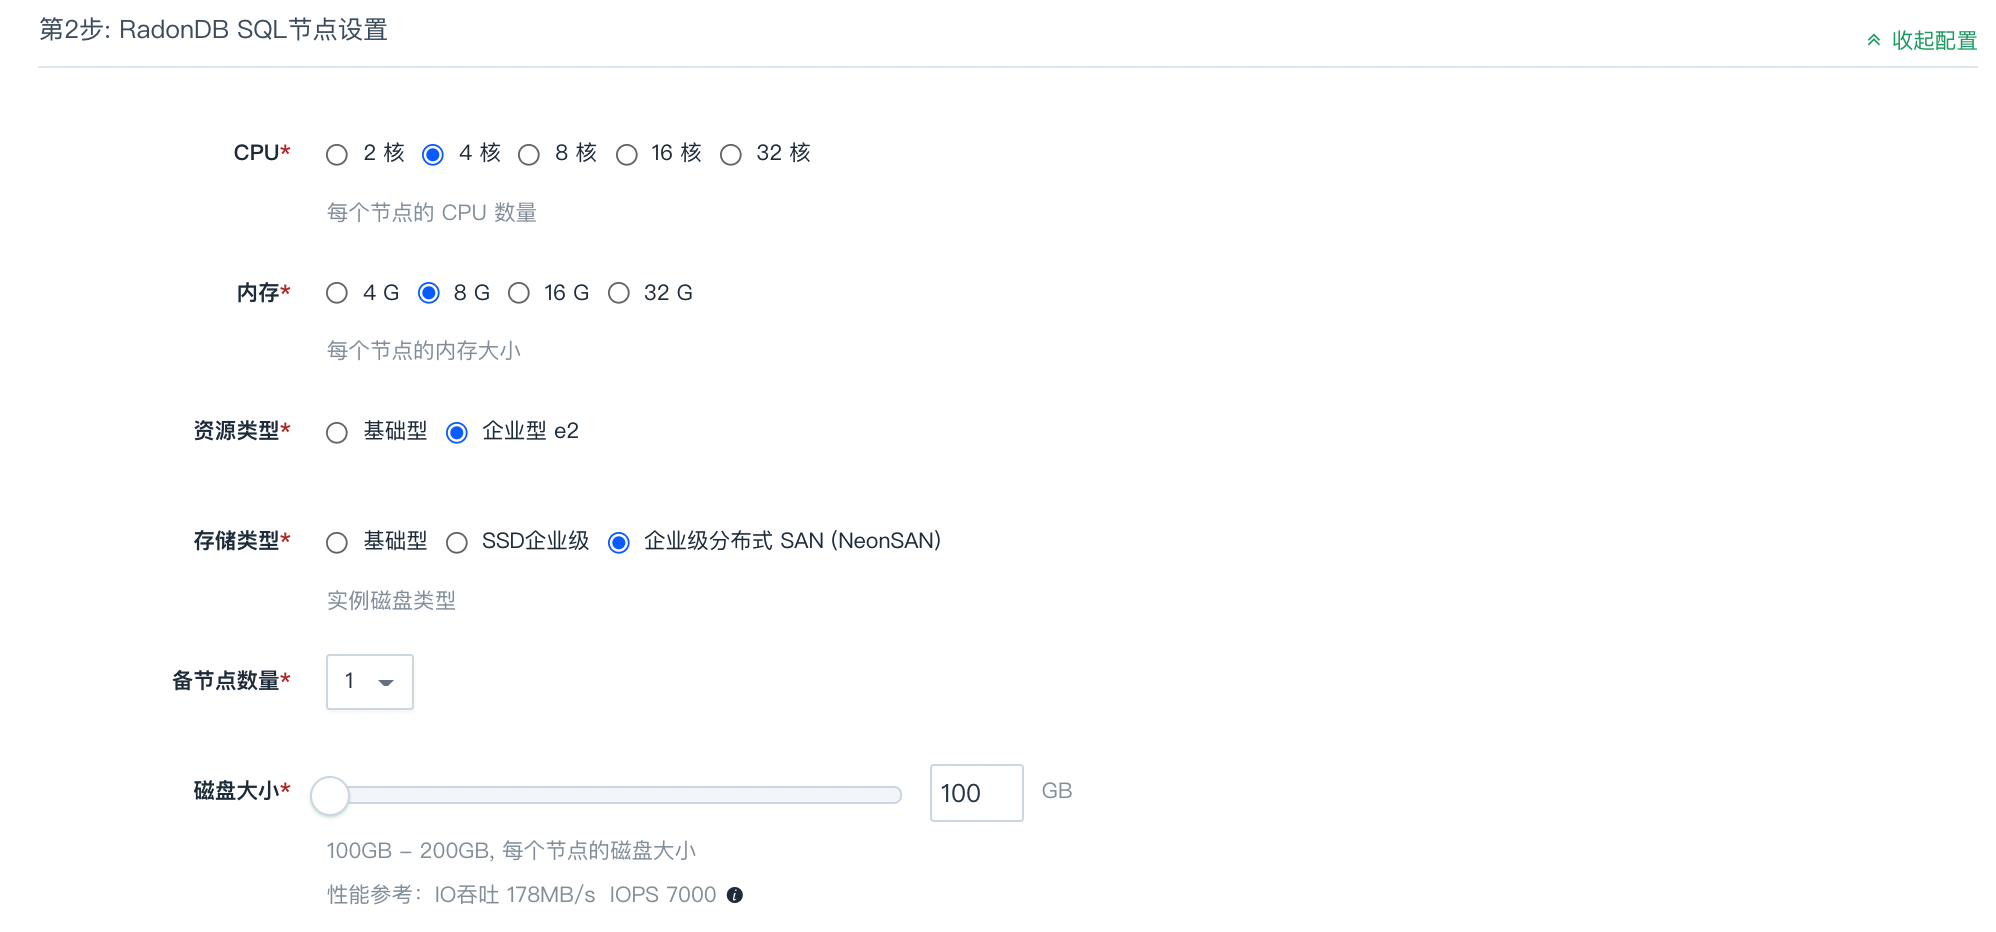 第2步: RadonDB SQL节点设置
收起配置
CPU* 2 核 4 核 8 核 16 核 32 核
每个节点的 CPU 数量
内存* 4 G 8 G 16 G 32 G
每个节点的内存大小
资源类型* 基础型 企业型 e2
存储类型* 基础型 SSD企业级 企业级分布式 SAN (NeonSAN)
实例磁盘类型
备节点数量* 1
磁盘大小* 100 GB
100GB – 200GB, 每个节点的磁盘大小
性能参考：IO吞吐 178MB/s IOPS 7000